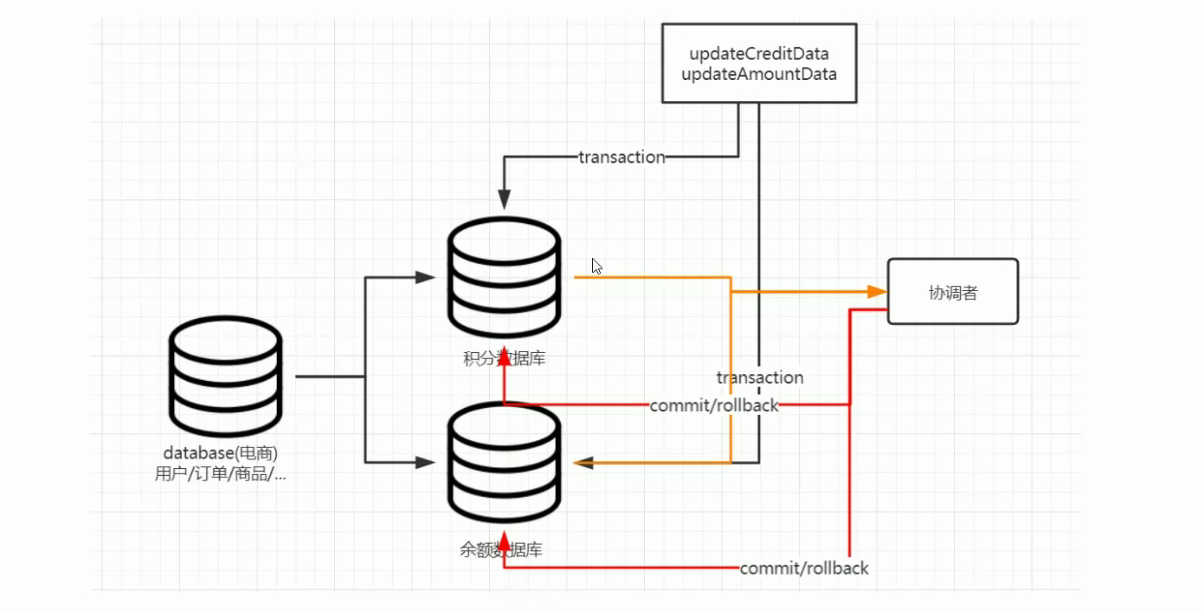 updateCreditData
updateAmountData
transaction
协调者
积分数据库
transaction
commit/rollback
database(电商)
用户/订单/商品/...
余额数据库
commit/rollback